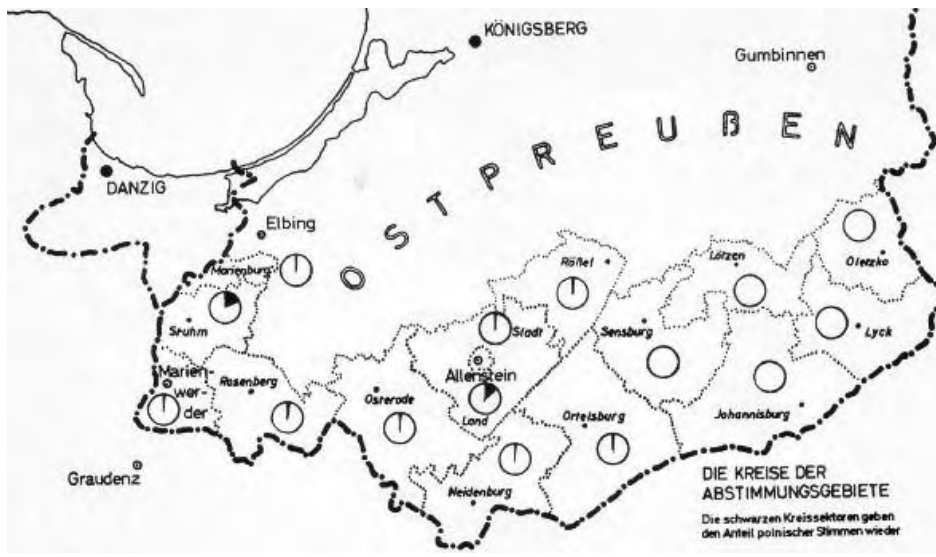 KÖNIGSBERG
Gumbinnen
OSTPREUßEN
DANZIG
Elbing
Marienburg
Stuhm
Marien-
wer-
der
Rosenberg
Osterode
Stadt
Allenstein
Land
Rößel
Sensburg
Lötzen
Oletzko
Lyck
Johannisburg
Ortelsburg
Neidenburg
Graudenz
DIE KREISE DER
ABSTIMMUNGSGEBIETE
Die schwarzen Kreissektoren geben
den Anteil polnischer Stimmen wieder